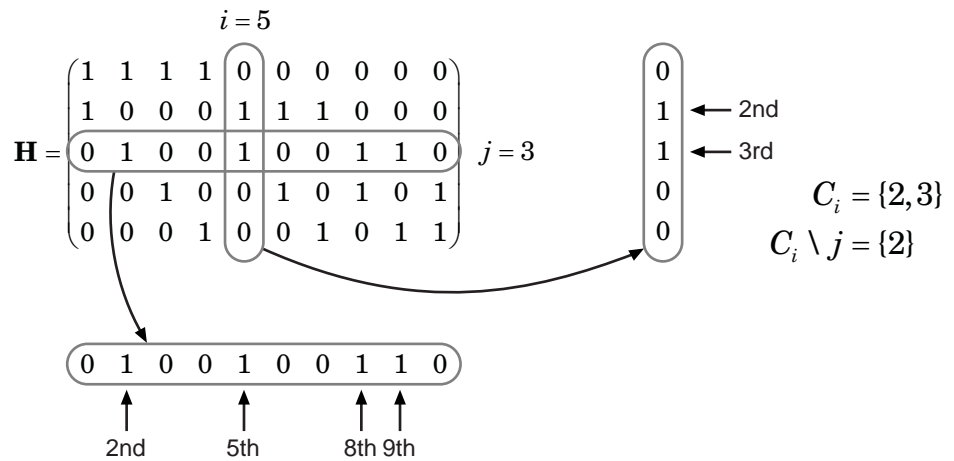 i = 5
1 1 1 1 0 0 0 0 0 0
1 0 0 0 1 1 1 0 0 0
H = 0 1 0 0 1 0 0 1 1 0 j = 3
0 0 1 0 0 1 0 1 0 1
0 0 0 1 0 0 1 0 1 1
0
1 2nd
1 3rd
0
0
C_i = {2,3}
C_i \ j = {2}
0 1 0 0 1 0 0 1 1 0
2nd 5th 8th 9th